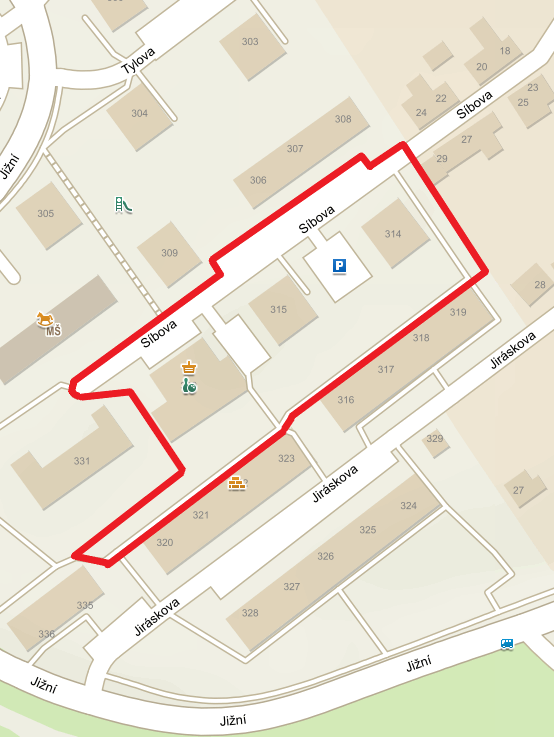 303
18
Tylova
20
22
23
24
25
304
308
Síbova
307
27
29
Jižní
306
305
Síbova
314
309
P
28
315
319
MŠ
Síbova
318
Jiráskova
317
316
329
331
323
Jiráskova
27
324
321
325
320
326
327
335
328
Jiráskova
336
Jižní
Jižní
Jižní